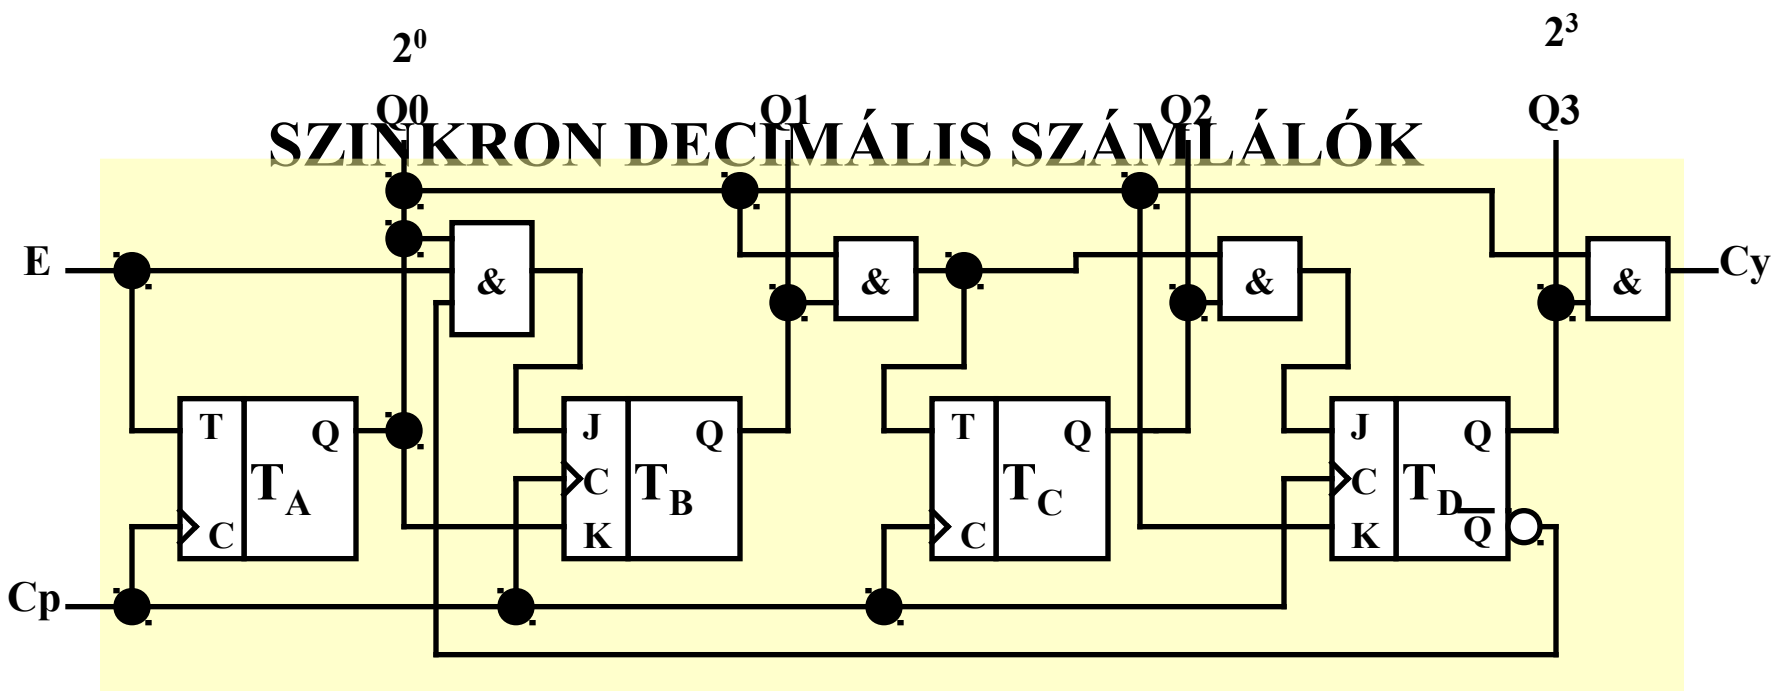 2⁰ 2³
Q0 Q1 Q2 Q3
SZINKRON DECIMÁLIS SZÁMLÁLÓK
E & & & & Cy
T Q J Q T Q J Q
T_A C T_B C T_C T_D
C K C K Q̅
Cp